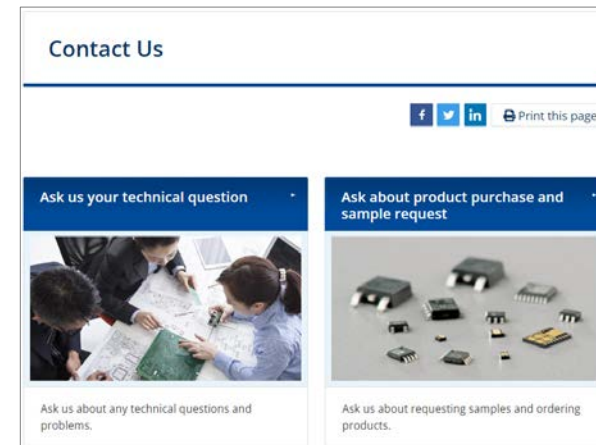 Contact Us
f in Print this page
Ask us your technical question
Ask about product purchase and
sample request
Ask us about any technical questions and
problems.
Ask us about requesting samples and ordering
products.